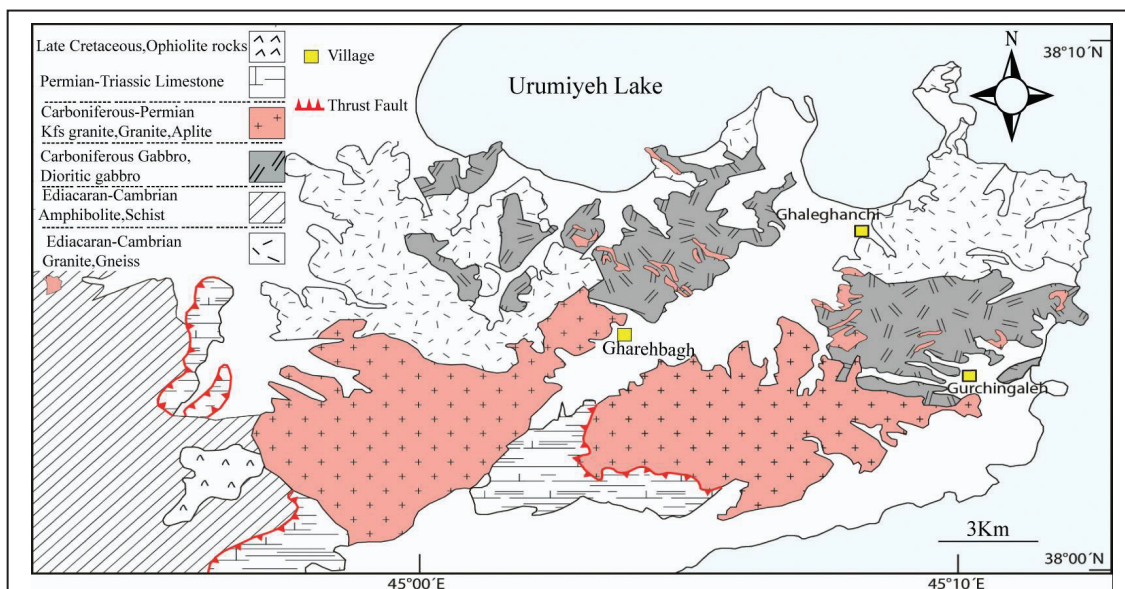 Late Cretaceous,Ophiolite rocks
Permian-Triassic Limestone
Carboniferous-Permian
Kfs granite,Granite,Aplite
Carboniferous Gabbro,
Dioritic gabbro
Ediacaran-Cambrian
Amphibolite,Schist
Ediacaran-Cambrian
Granite,Gneiss
Village
Thrust Fault
Urumiyeh Lake
N
38°10´N
Ghaleghanchi
Gharehbagh
Gurchingaleh
3Km
38°00´N
45°00´E
45°10´E